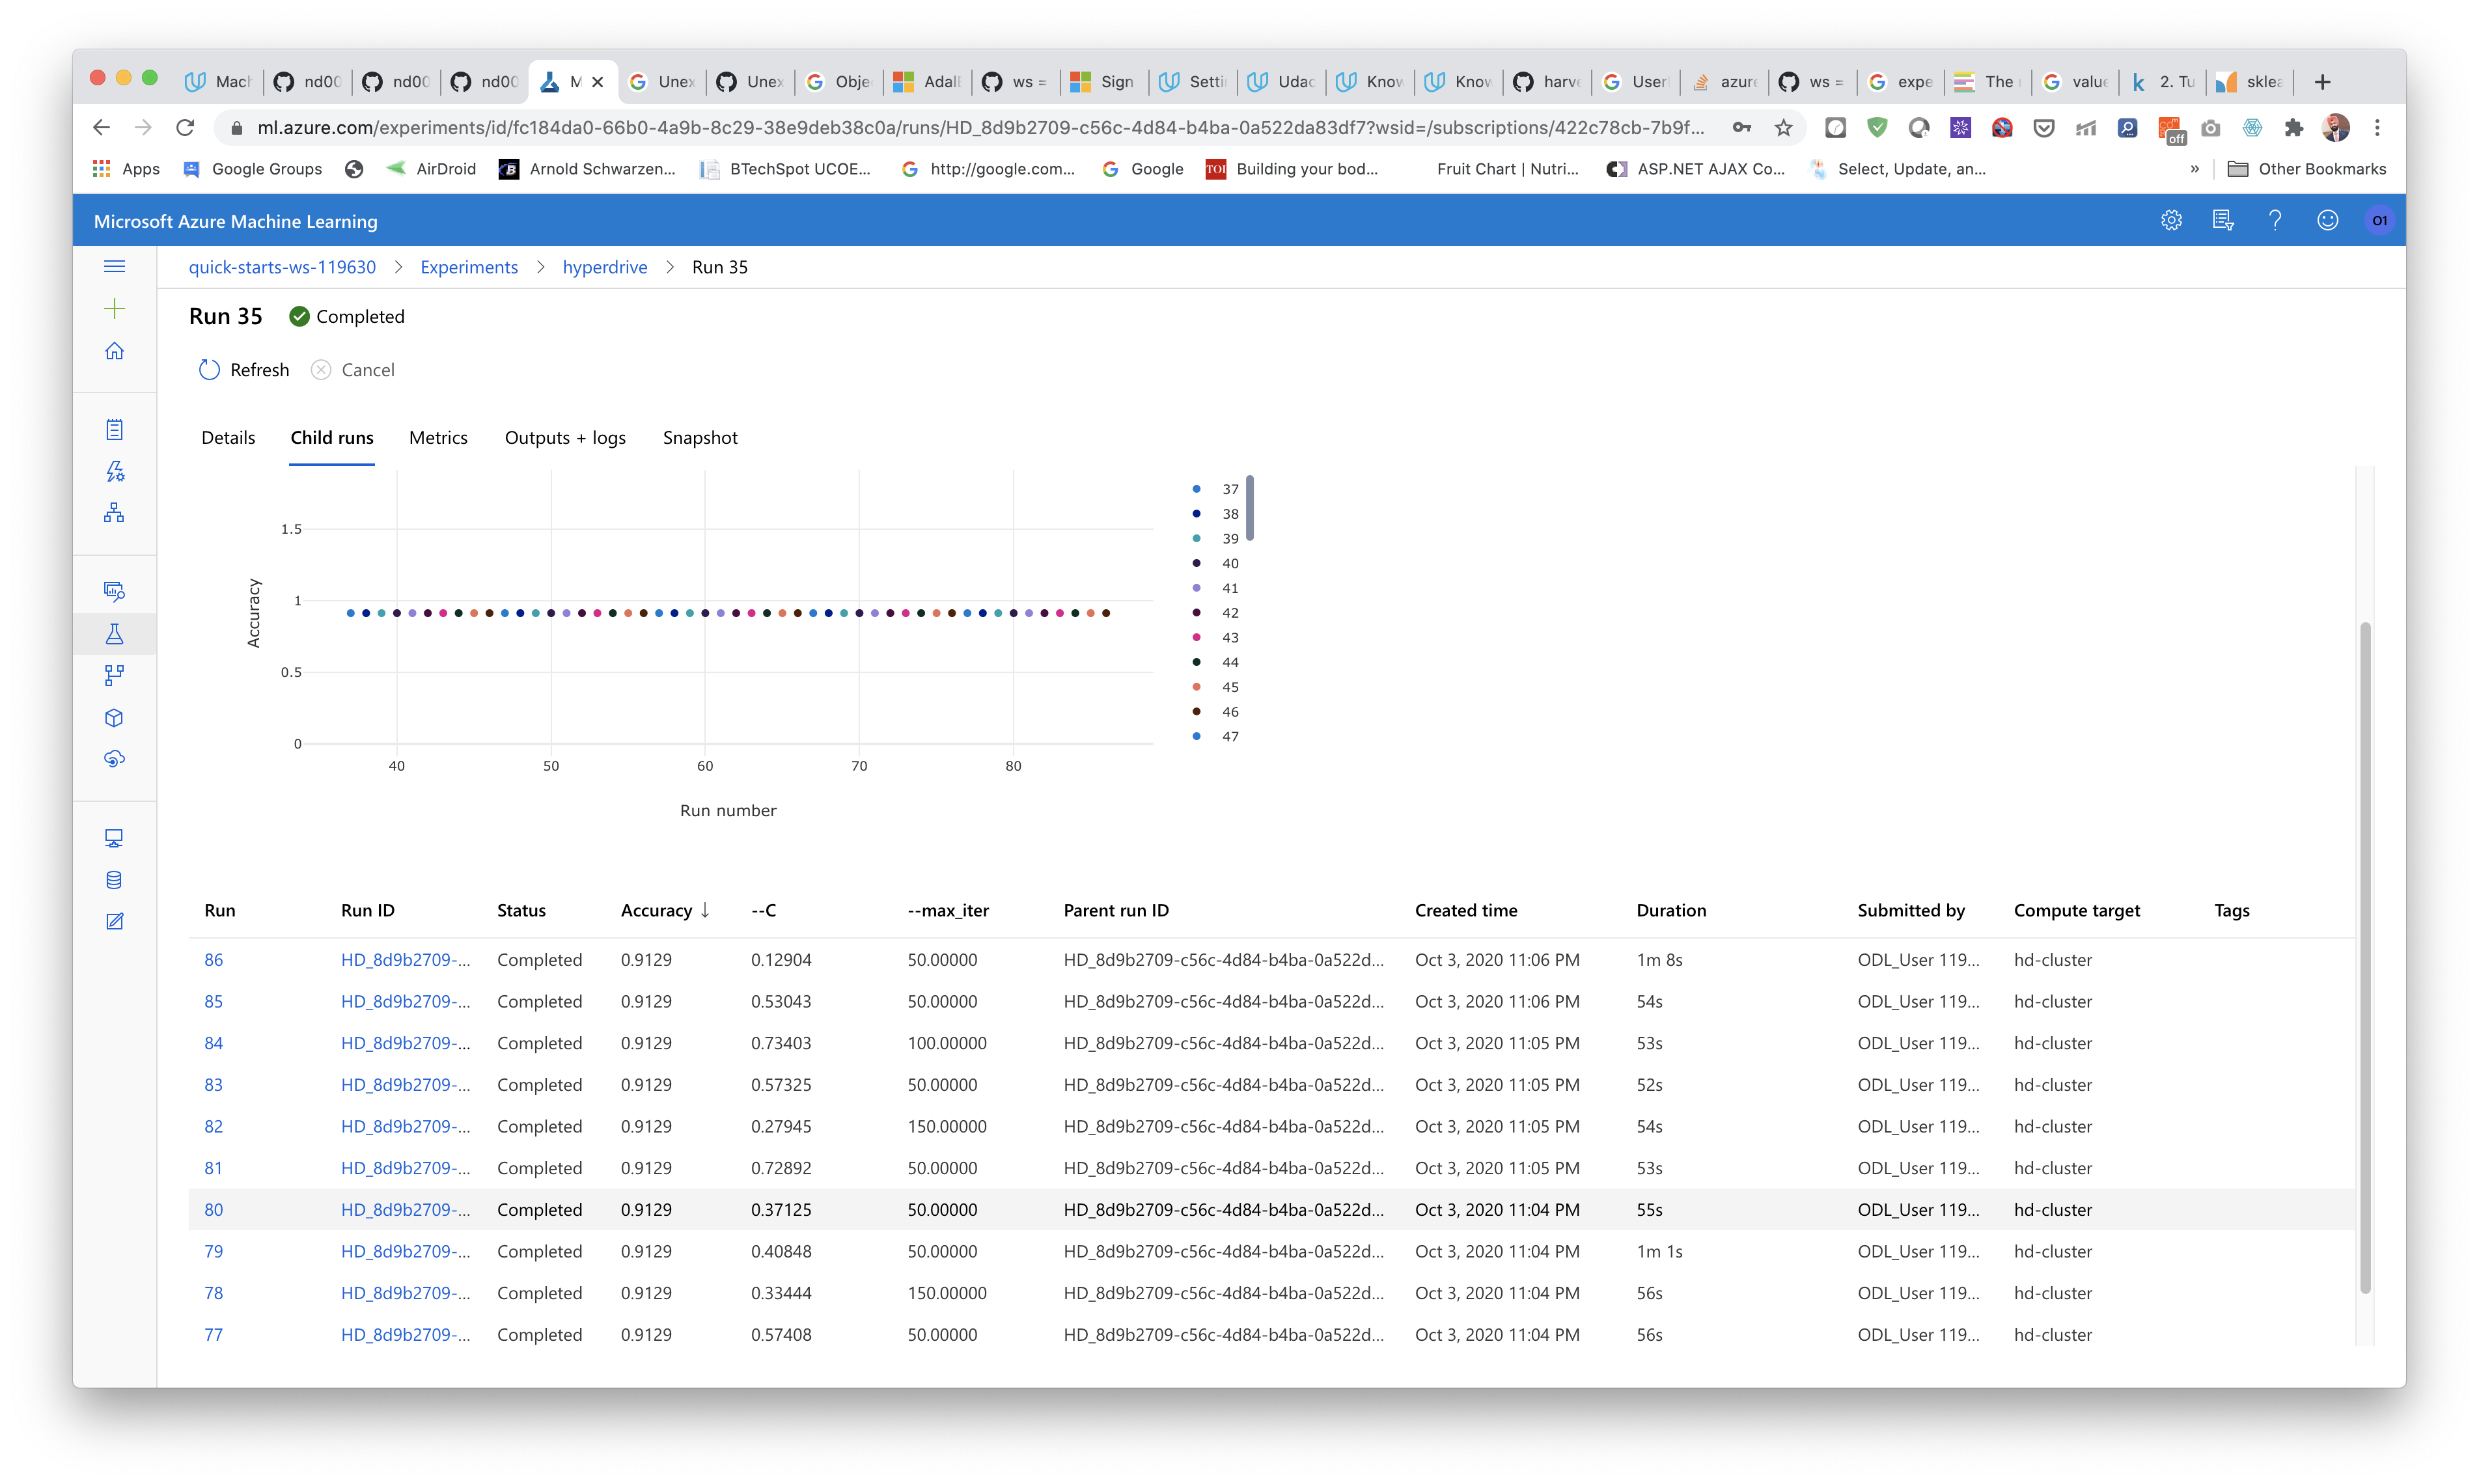 Mach nd00 nd00 nd00 M Unex Unex Obje Adall ws = Sign Setti Udac Know Know harve User azure ws = expe The value 2. Tu sklea
ml.azure.com/experiments/id/fc184da0-66b0-4a9b-8c29-38e9deb38c0a/runs/HD_8d9b2709-c56c-4d84-b4ba-0a522da83df7?wsid=/subscriptions/422c78cb-7b9f... off
Apps Google Groups AirDroid Arnold Schwarzen... BTechSpot UCOE... http://google.com... Google TOI Building your bod... Fruit Chart | Nutri... ASP.NET AJAX Co... Select, Update, an... » Other Bookmarks
Microsoft Azure Machine Learning O1
quick-starts-ws-119630 > Experiments > hyperdrive > Run 35
Run 35 Completed
Refresh Cancel
Details Child runs Metrics Outputs + logs Snapshot
Accuracy
1.5
1
0.5
0
40 50 60 70 80
Run number
37
38
39
40
41
42
43
44
45
46
47
Run Run ID Status Accuracy ↓ --C --max_iter Parent run ID Created time Duration Submitted by Compute target Tags
86 HD_8d9b2709-... Completed 0.9129 0.12904 50.00000 HD_8d9b2709-c56c-4d84-b4ba-0a522d... Oct 3, 2020 11:06 PM 1m 8s ODL_User 119... hd-cluster
85 HD_8d9b2709-... Completed 0.9129 0.53043 50.00000 HD_8d9b2709-c56c-4d84-b4ba-0a522d... Oct 3, 2020 11:06 PM 54s ODL_User 119... hd-cluster
84 HD_8d9b2709-... Completed 0.9129 0.73403 100.00000 HD_8d9b2709-c56c-4d84-b4ba-0a522d... Oct 3, 2020 11:05 PM 53s ODL_User 119... hd-cluster
83 HD_8d9b2709-... Completed 0.9129 0.57325 50.00000 HD_8d9b2709-c56c-4d84-b4ba-0a522d... Oct 3, 2020 11:05 PM 52s ODL_User 119... hd-cluster
82 HD_8d9b2709-... Completed 0.9129 0.27945 150.00000 HD_8d9b2709-c56c-4d84-b4ba-0a522d... Oct 3, 2020 11:05 PM 54s ODL_User 119... hd-cluster
81 HD_8d9b2709-... Completed 0.9129 0.72892 50.00000 HD_8d9b2709-c56c-4d84-b4ba-0a522d... Oct 3, 2020 11:05 PM 53s ODL_User 119... hd-cluster
80 HD_8d9b2709-... Completed 0.9129 0.37125 50.00000 HD_8d9b2709-c56c-4d84-b4ba-0a522d... Oct 3, 2020 11:04 PM 55s ODL_User 119... hd-cluster
79 HD_8d9b2709-... Completed 0.9129 0.40848 50.00000 HD_8d9b2709-c56c-4d84-b4ba-0a522d... Oct 3, 2020 11:04 PM 1m 1s ODL_User 119... hd-cluster
78 HD_8d9b2709-... Completed 0.9129 0.33444 150.00000 HD_8d9b2709-c56c-4d84-b4ba-0a522d... Oct 3, 2020 11:04 PM 56s ODL_User 119... hd-cluster
77 HD_8d9b2709-... Completed 0.9129 0.57408 50.00000 HD_8d9b2709-c56c-4d84-b4ba-0a522d... Oct 3, 2020 11:04 PM 56s ODL_User 119... hd-cluster